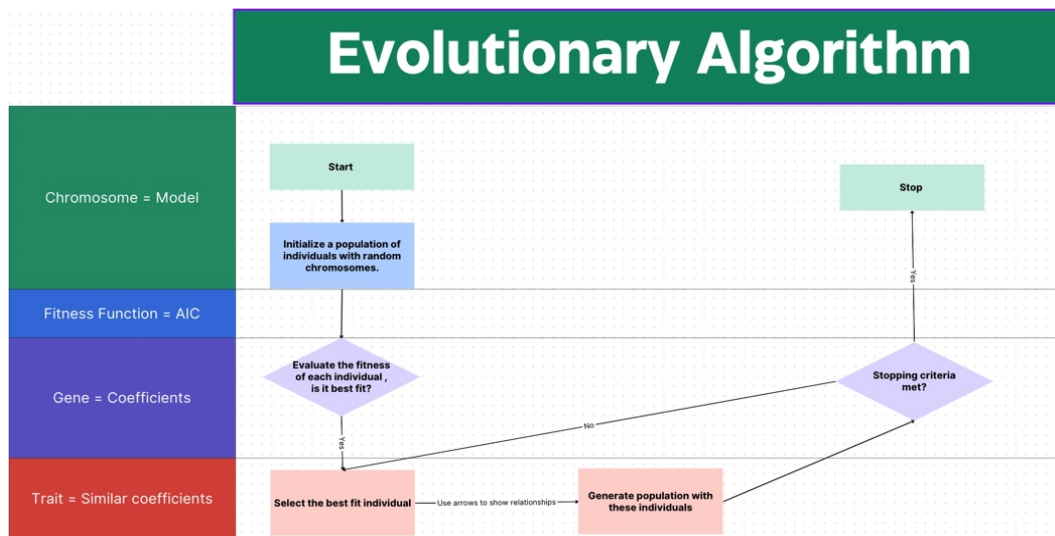 Evolutionary Algorithm
Chromosome = Model
Start
Stop
Initialize a population of
individuals with random
chromosomes.
Yes
Fitness Function = AIC
Gene = Coefficients
Evaluate the fitness
of each individual ,
is it best fit?
Stopping criteria
met?
Yes
No
Trait = Similar coefficients
Select the best fit individual
Use arrows to show relationships
Generate population with
these individuals